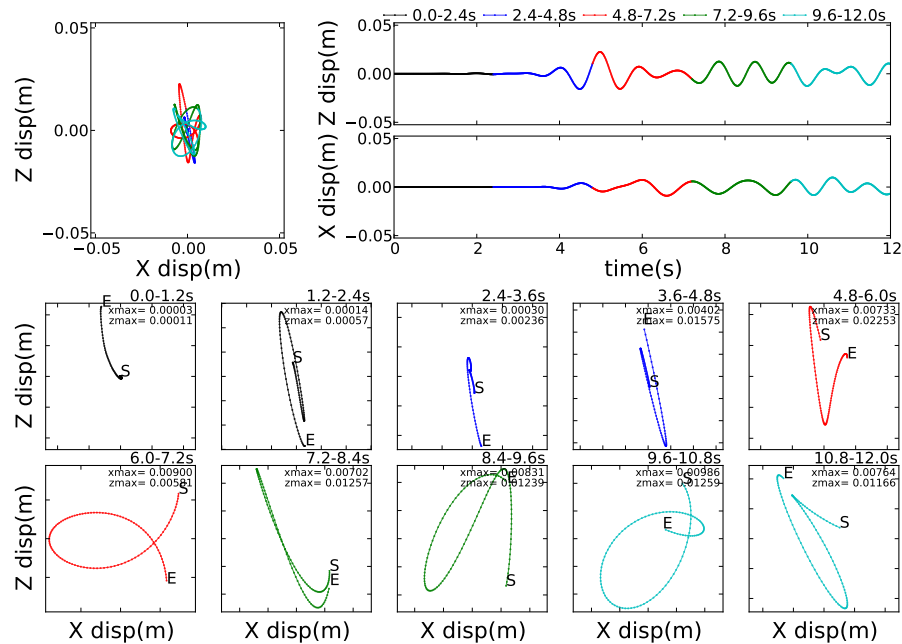 0.0-2.4s 2.4-4.8s 4.8-7.2s 7.2-9.6s 9.6-12.0s
0.05
0.00
−0.05
Z disp(m)
−0.05 0.00 0.05
X disp(m)
0.05
0.00
−0.05
Z disp(m)
0.05
0.00
−0.05
X disp(m)
0 2 4 6 8 10 12
time(s)
0.0-1.2s
xmax= 0.00003
zmax= 0.00011
E
S
1.2-2.4s
xmax= 0.00014
zmax= 0.00057
S
E
2.4-3.6s
xmax= 0.00030
zmax= 0.00236
S
E
3.6-4.8s
xmax= 0.00402
zmax= 0.01575
E
S
4.8-6.0s
xmax= 0.00733
zmax= 0.02253
S
E
Z disp(m)
6.0-7.2s
xmax= 0.00900
zmax= 0.00581
S
E
7.2-8.4s
xmax= 0.00702
zmax= 0.01257
S
E
8.4-9.6s
xmax= 0.00831
zmax= 0.01239
E
S
9.6-10.8s
xmax= 0.00986
zmax= 0.01259
S
E
10.8-12.0s
xmax= 0.00764
zmax= 0.01166
E
S
Z disp(m)
X disp(m) X disp(m) X disp(m) X disp(m) X disp(m)